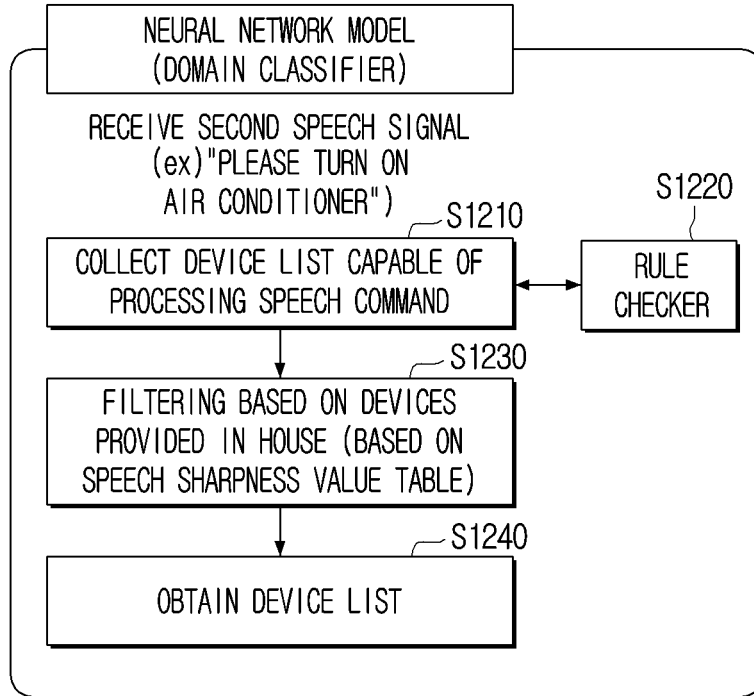 NEURAL NETWORK MODEL
(DOMAIN CLASSIFIER)
RECEIVE SECOND SPEECH SIGNAL
(ex)"PLEASE TURN ON
AIR CONDITIONER")
S1210
COLLECT DEVICE LIST CAPABLE OF
PROCESSING SPEECH COMMAND
S1220
RULE
CHECKER
S1230
FILTERING BASED ON DEVICES
PROVIDED IN HOUSE (BASED ON
SPEECH SHARPNESS VALUE TABLE)
S1240
OBTAIN DEVICE LIST